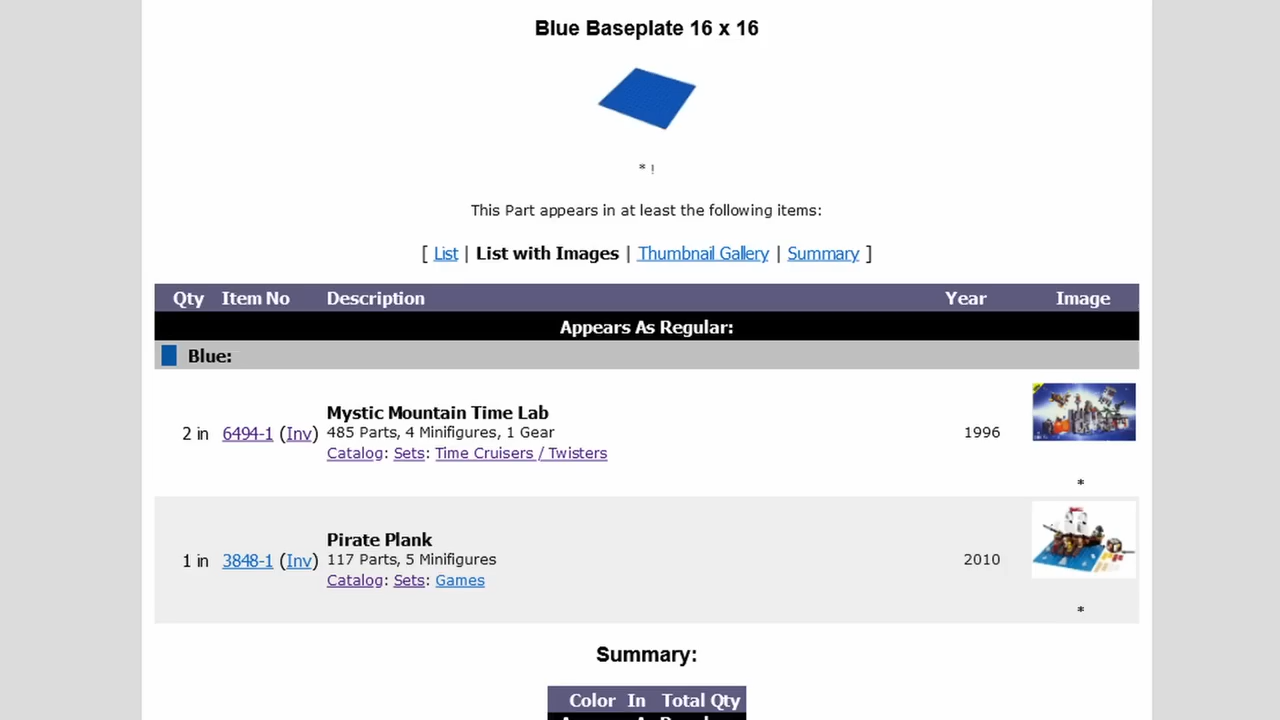 Blue Baseplate 16 x 16
* !
This Part appears in at least the following items:
[ List | List with Images | Thumbnail Gallery | Summary ]
Qty Item No Description Year Image
Appears As Regular:
Blue:
Mystic Mountain Time Lab
2 in 6494-1 (Inv) 485 Parts, 4 Minifigures, 1 Gear 1996
Catalog: Sets: Time Cruisers / Twisters
*
Pirate Plank
1 in 3848-1 (Inv) 117 Parts, 5 Minifigures 2010
Catalog: Sets: Games
*
Summary:
Color In Total Qty